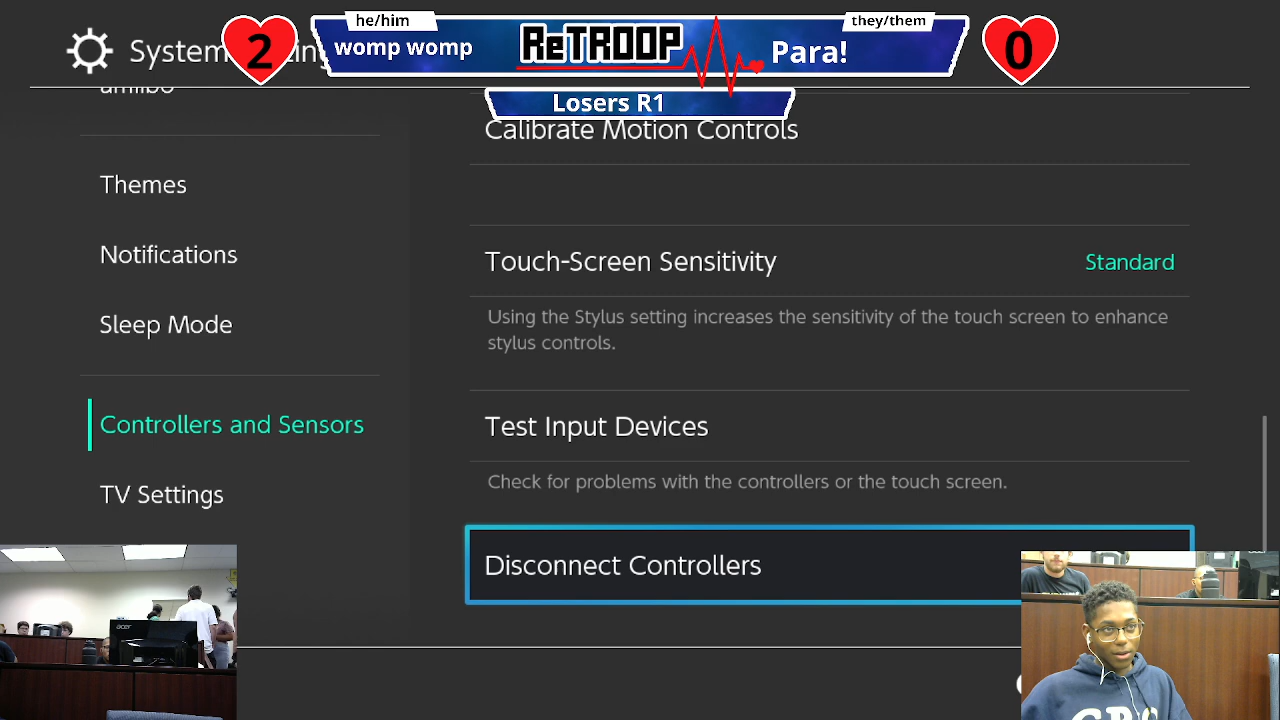 he/him
they/them
System
2
womp womp
ReTROOP
Para!
0
Losers R1
amiibo
Calibrate Motion Controls
Themes
Notifications
Touch-Screen Sensitivity
Standard
Sleep Mode
Using the Stylus setting increases the sensitivity of the touch screen to enhance
stylus controls.
Controllers and Sensors
Test Input Devices
Check for problems with the controllers or the touch screen.
TV Settings
Disconnect Controllers
acer